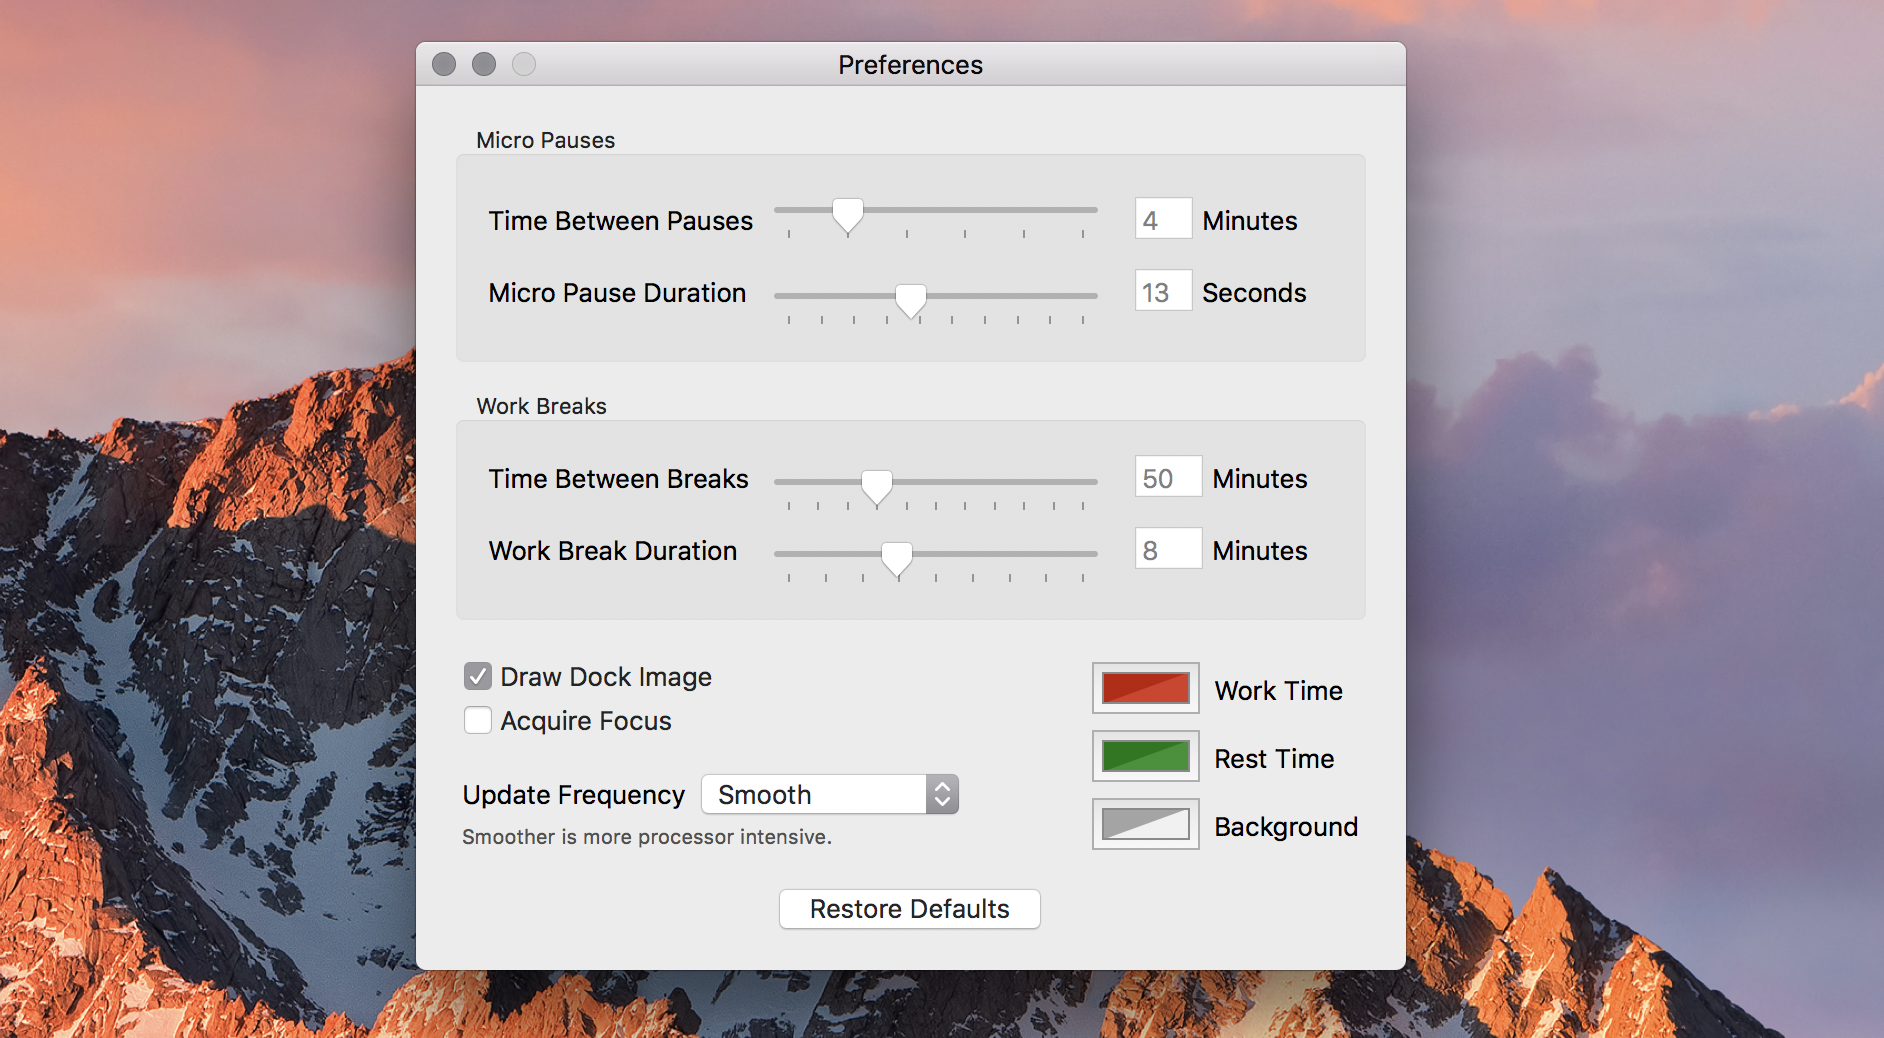 Preferences
Micro Pauses
Time Between Pauses 4 Minutes
Micro Pause Duration 13 Seconds
Work Breaks
Time Between Breaks 50 Minutes
Work Break Duration 8 Minutes
Draw Dock Image
Acquire Focus
Update Frequency Smooth
Smoother is more processor intensive.
Work Time
Rest Time
Background
Restore Defaults